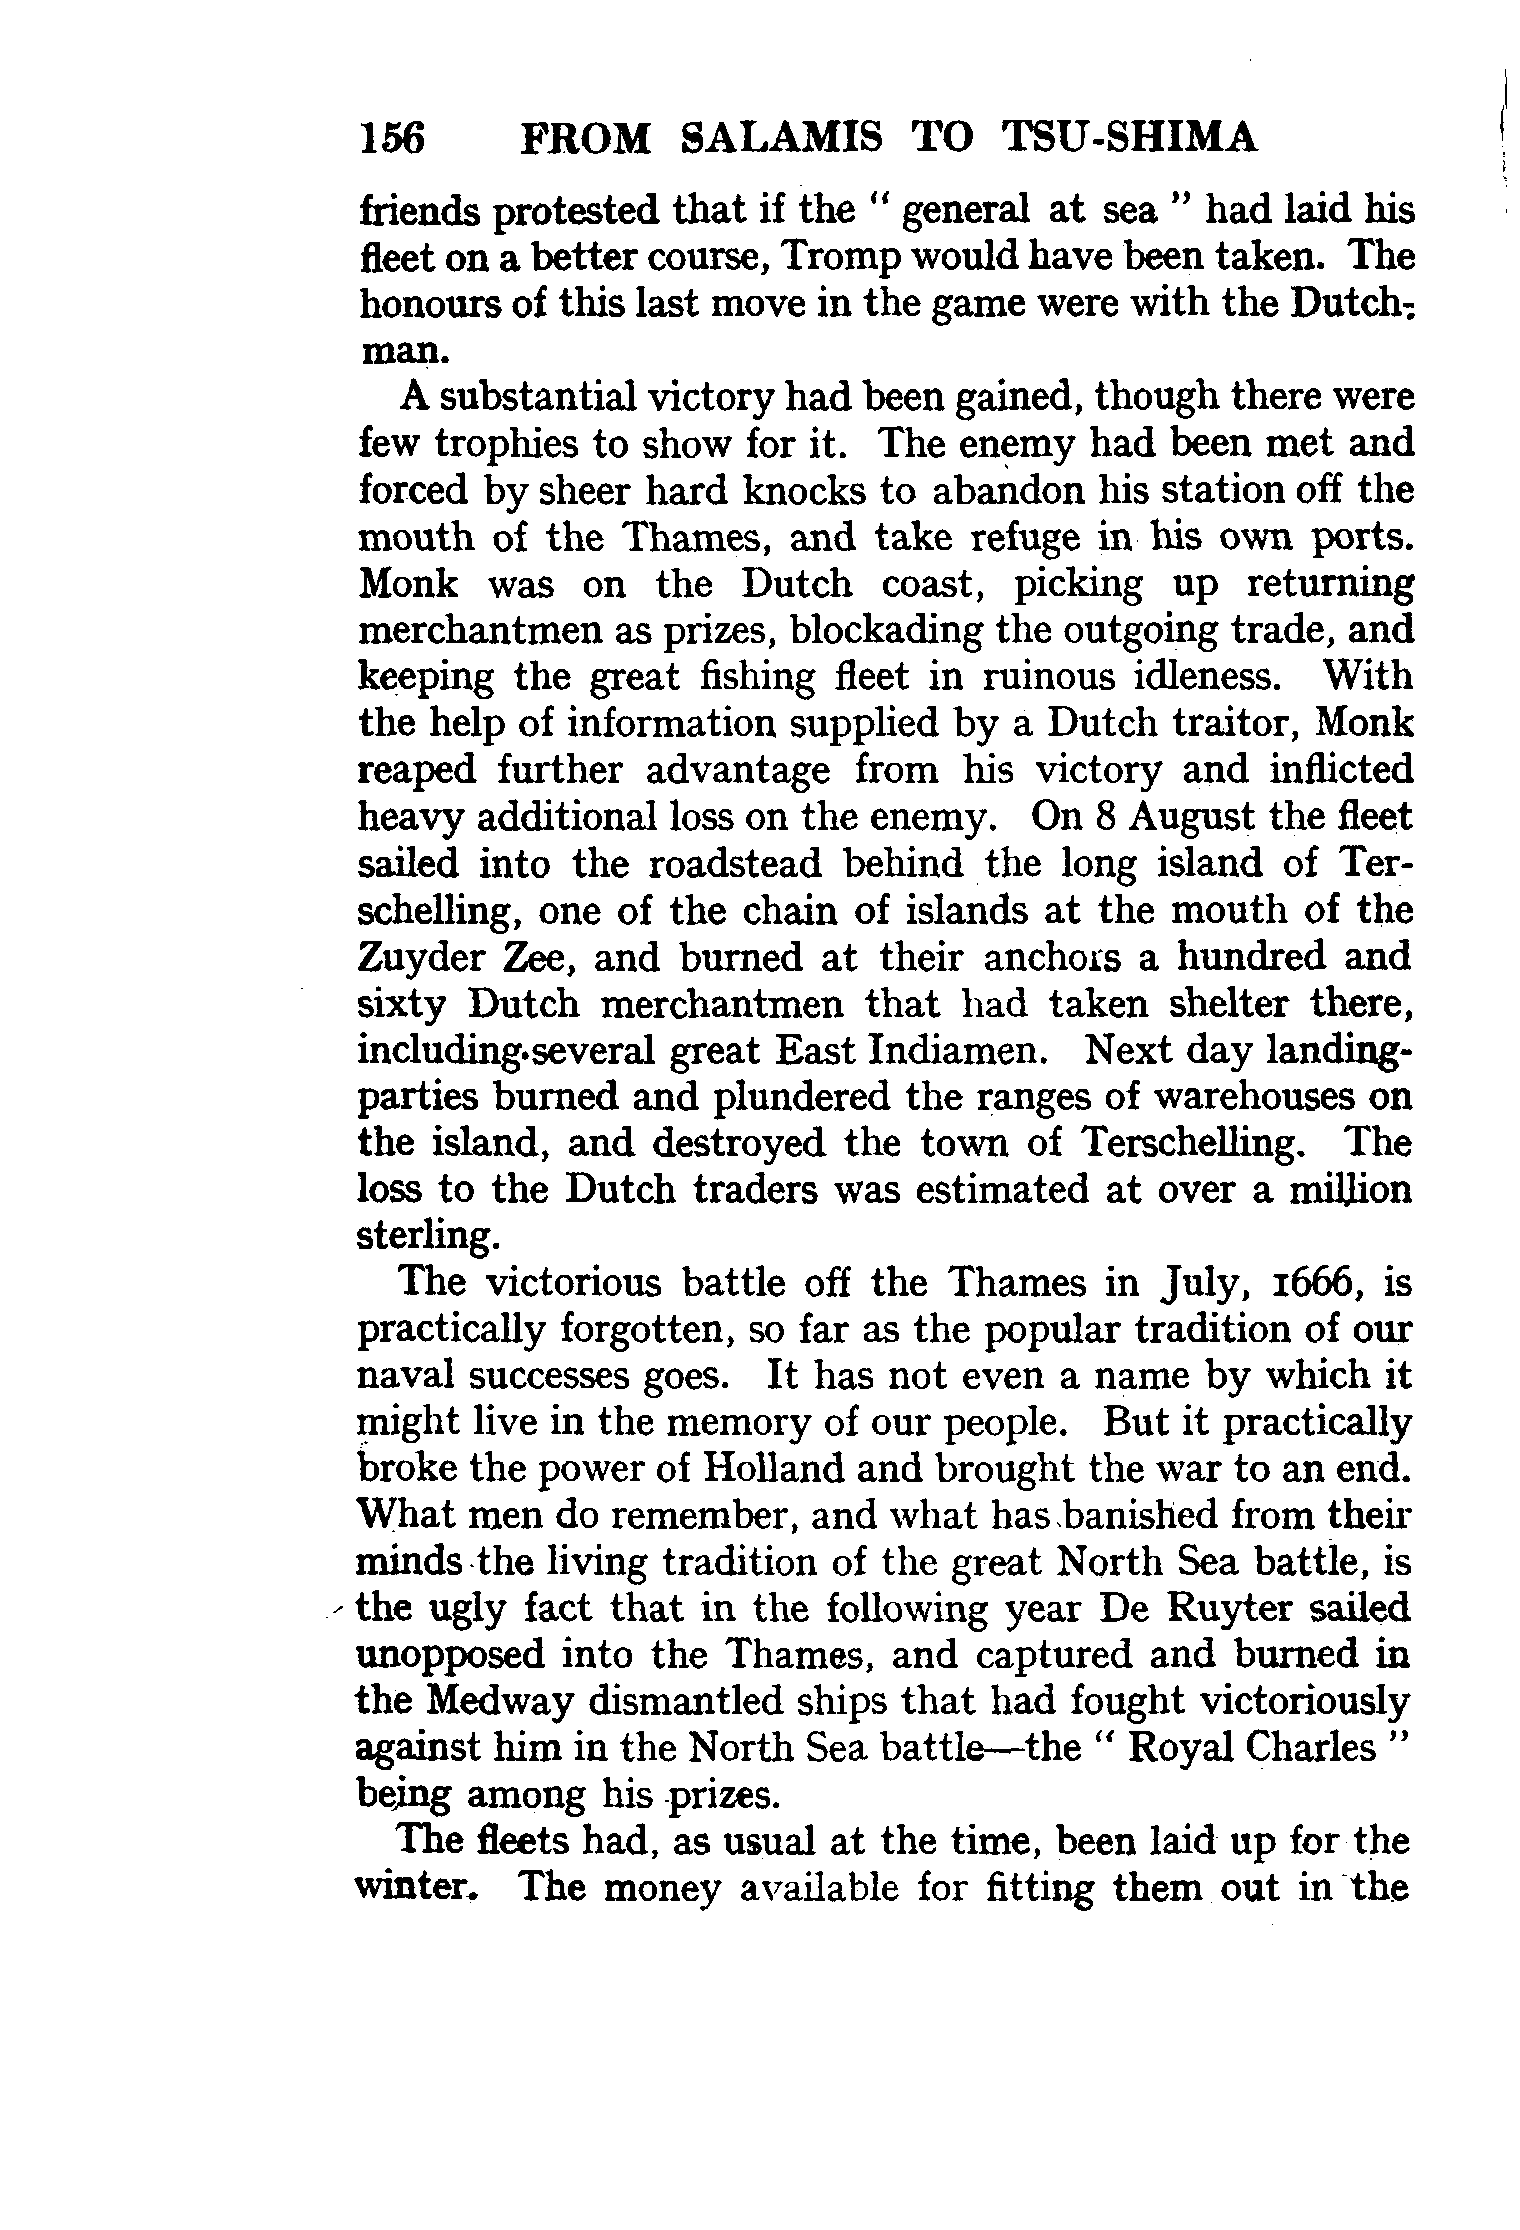 156 FROM SALAMIS TO TSU-SHIMA
friends protested that if the " general at sea " had laid his
fleet on a better course, Tromp would have been taken. The
honours of this last move in the game were with the Dutch-
man.
A substantial victory had been gained, though there were
few trophies to show for it. The enemy had been met and
forced by sheer hard knocks to abandon his station off the
mouth of the Thames, and take refuge in his own ports.
Monk was on the Dutch coast, picking up returning
merchantmen as prizes, blockading the outgoing trade, and
keeping the great fishing fleet in ruinous idleness. With
the help of information supplied by a Dutch traitor, Monk
reaped further advantage from his victory and inflicted
heavy additional loss on the enemy. On 8 August the fleet
sailed into the roadstead behind the long island of Ter-
schelling, one of the chain of islands at the mouth of the
Zuyder Zee, and burned at their anchors a hundred and
sixty Dutch merchantmen that had taken shelter there,
including several great East Indiamen. Next day landing-
parties burned and plundered the ranges of warehouses on
the island, and destroyed the town of Terschelling. The
loss to the Dutch traders was estimated at over a million
sterling.
The victorious battle off the Thames in July, 1666, is
practically forgotten, so far as the popular tradition of our
naval successes goes. It has not even a name by which it
might live in the memory of our people. But it practically
broke the power of Holland and brought the war to an end.
What men do remember, and what has banished from their
minds the living tradition of the great North Sea battle, is
the ugly fact that in the following year De Ruyter sailed
unopposed into the Thames, and captured and burned in
the Medway dismantled ships that had fought victoriously
against him in the North Sea battle—the " Royal Charles "
being among his prizes.
The fleets had, as usual at the time, been laid up for the
winter. The money available for fitting them out in the